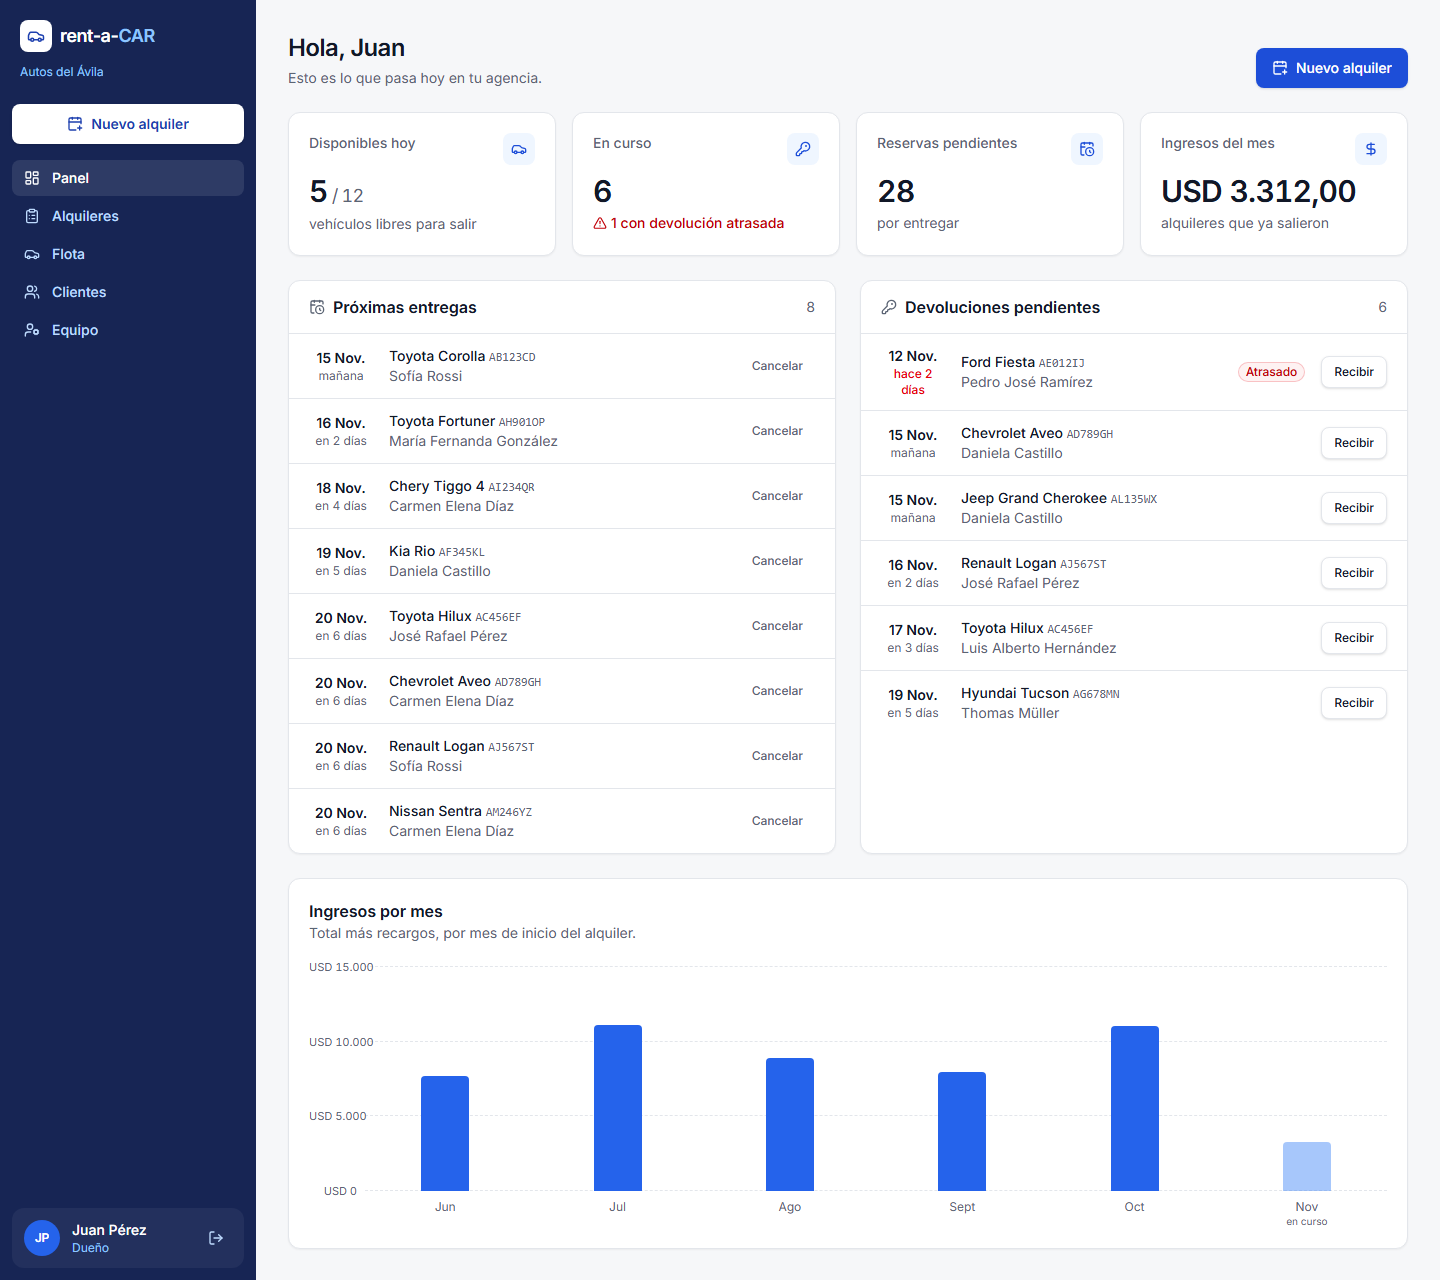 rent-a-CAR
Autos del Ávila
Nuevo alquiler
Panel
Alquileres
Flota
Clientes
Equipo
JP
Juan Pérez
Dueño
Hola, Juan
Esto es lo que pasa hoy en tu agencia.
Nuevo alquiler
Disponibles hoy
5 / 12
vehículos libres para salir
En curso
6
1 con devolución atrasada
Reservas pendientes
28
por entregar
Ingresos del mes
USD 3.312,00
alquileres que ya salieron
Próximas entregas 8
15 Nov. Toyota Corolla AB123CD
mañana Sofía Rossi
Cancelar
16 Nov. Toyota Fortuner AH901OP
en 2 días María Fernanda González
Cancelar
18 Nov. Chery Tiggo 4 AI234QR
en 4 días Carmen Elena Díaz
Cancelar
19 Nov. Kia Rio AF345KL
en 5 días Daniela Castillo
Cancelar
20 Nov. Toyota Hilux AC456EF
en 6 días José Rafael Pérez
Cancelar
20 Nov. Chevrolet Aveo AD789GH
en 6 días Carmen Elena Díaz
Cancelar
20 Nov. Renault Logan AJ567ST
en 6 días Sofía Rossi
Cancelar
20 Nov. Nissan Sentra AM246YZ
en 6 días Carmen Elena Díaz
Cancelar
Devoluciones pendientes 6
12 Nov.
hace 2
días
Ford Fiesta AE012IJ
Pedro José Ramírez
Atrasado
Recibir
15 Nov. Chevrolet Aveo AD789GH
mañana Daniela Castillo
Recibir
15 Nov. Jeep Grand Cherokee AL135WX
mañana Daniela Castillo
Recibir
16 Nov. Renault Logan AJ567ST
en 2 días José Rafael Pérez
Recibir
17 Nov. Toyota Hilux AC456EF
en 3 días Luis Alberto Hernández
Recibir
19 Nov. Hyundai Tucson AG678MN
en 5 días Thomas Müller
Recibir
Ingresos por mes
Total más recargos, por mes de inicio del alquiler.
USD 15.000
USD 10.000
USD 5.000
USD 0
Jun Jul Ago Sept Oct Nov
en curso